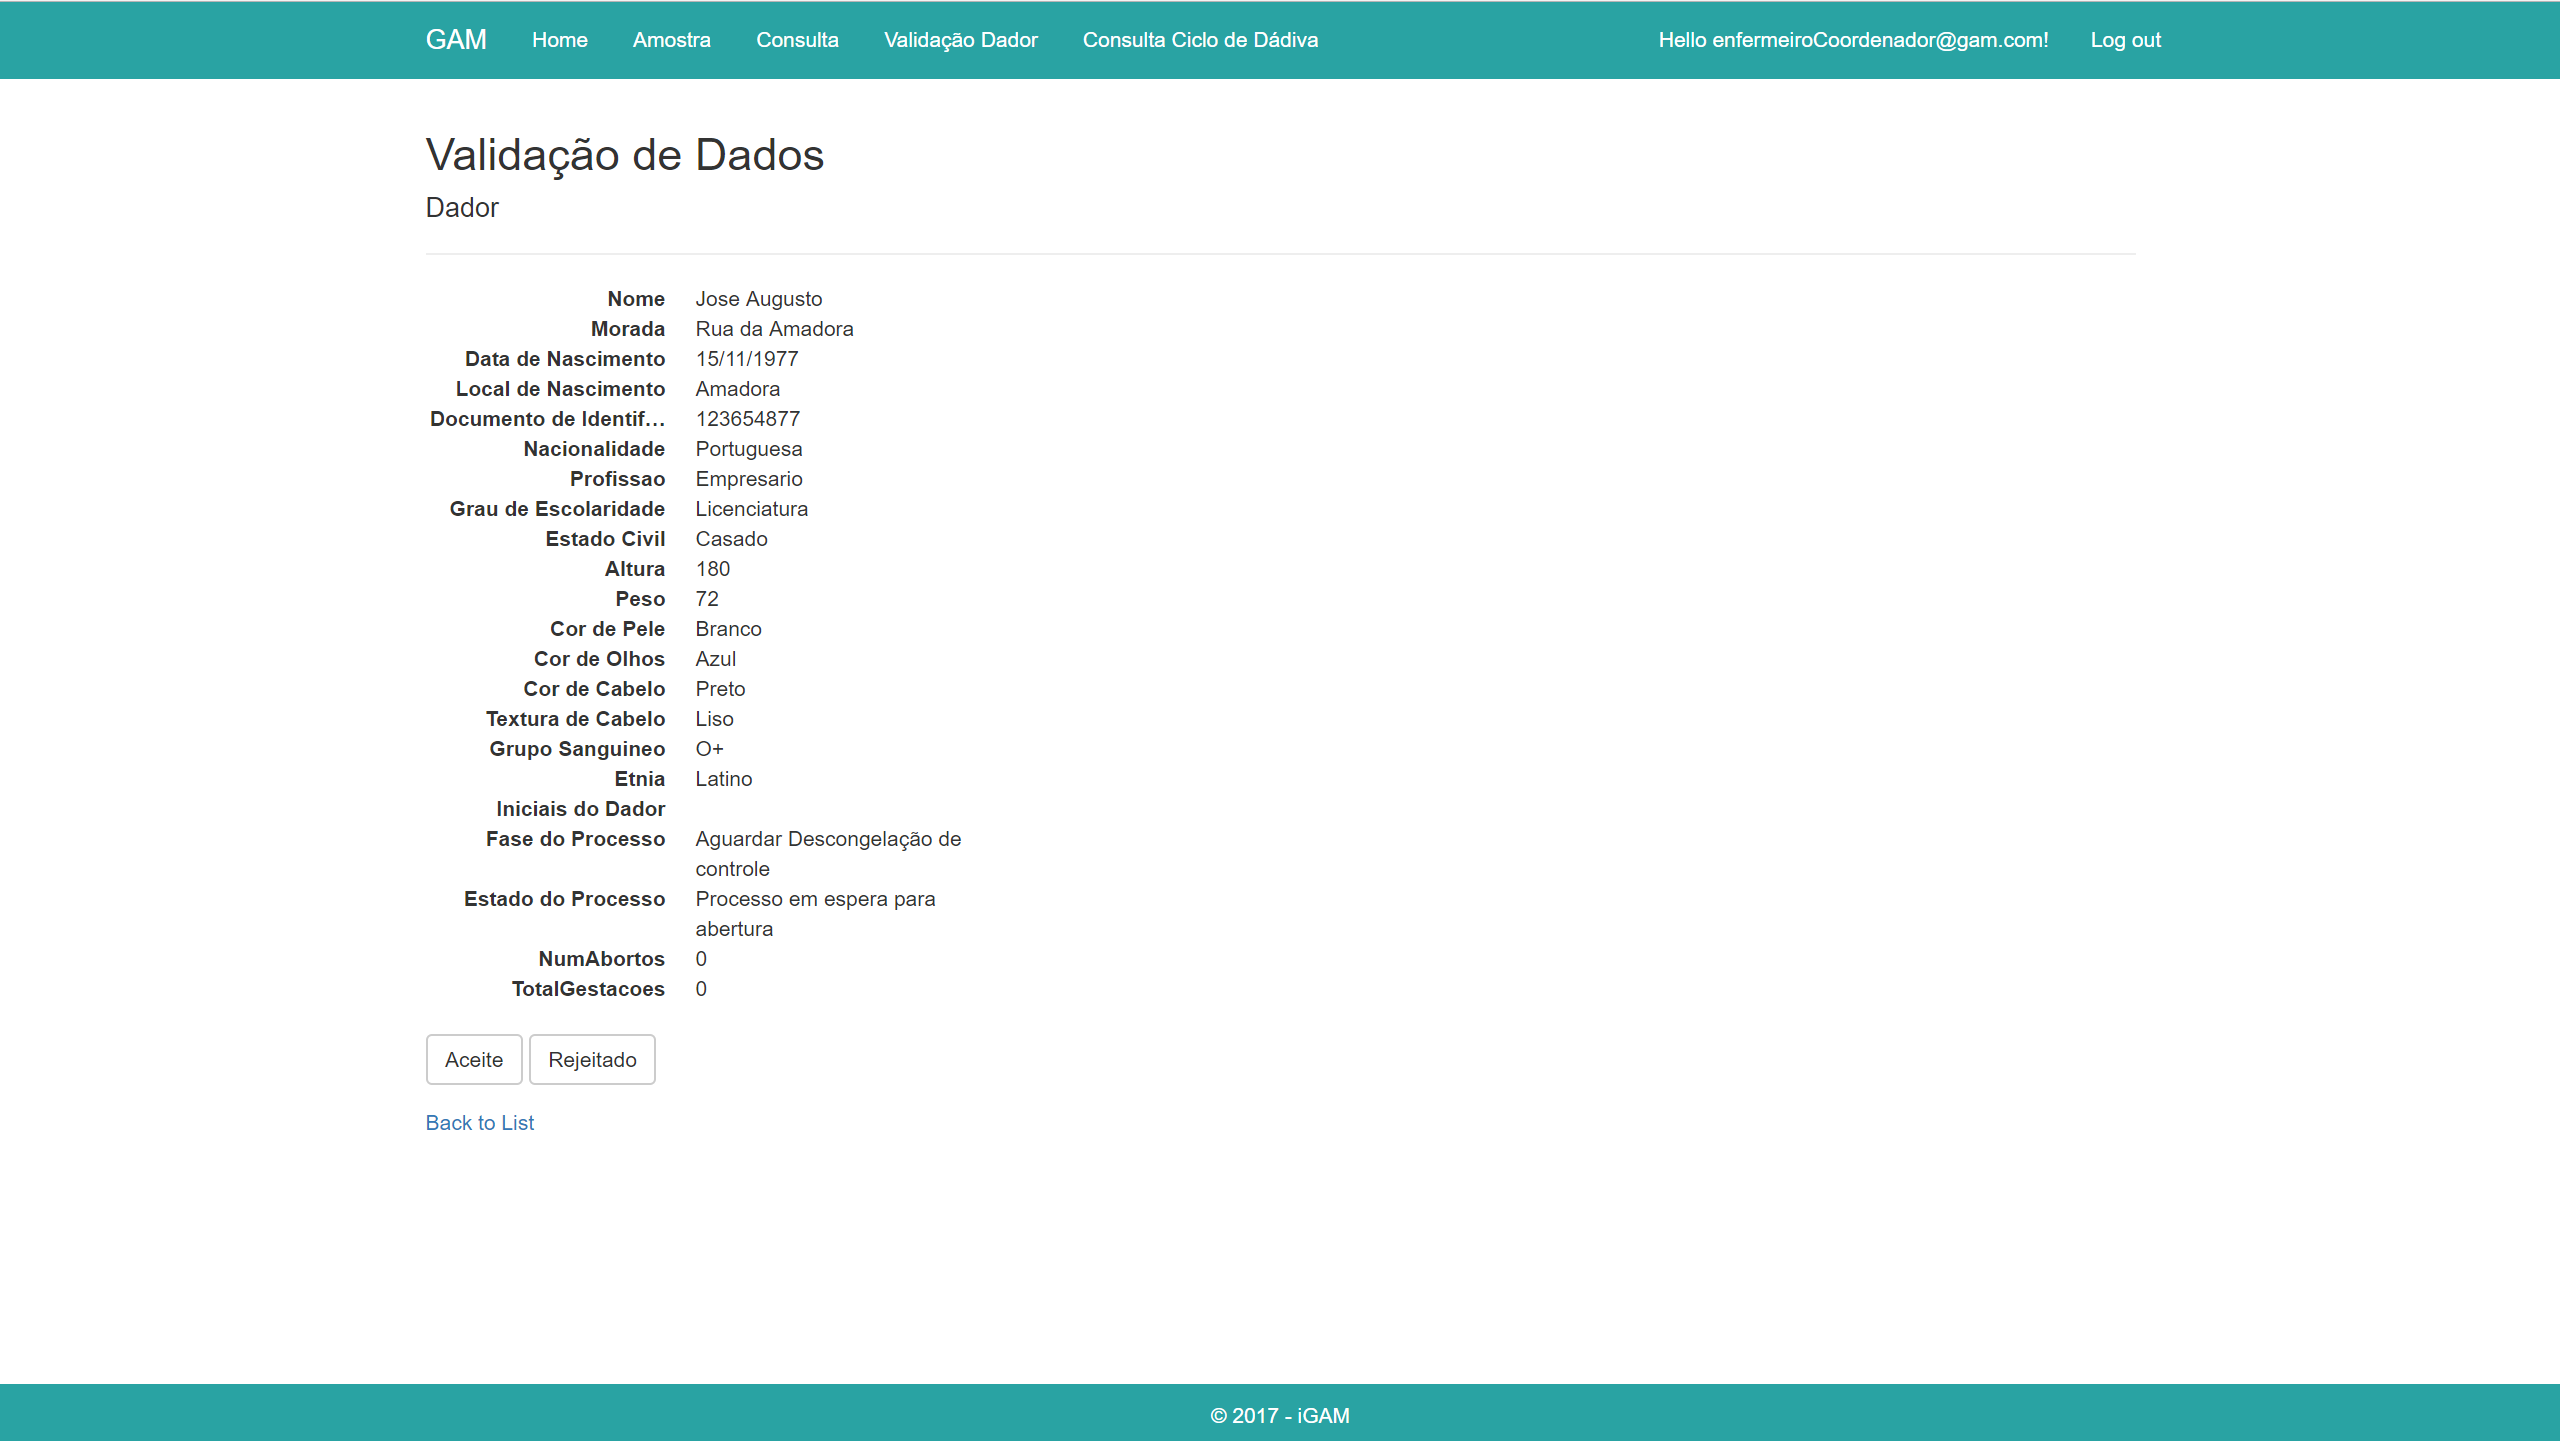 GAM Home Amostra Consulta Validação Dador Consulta Ciclo de Dádiva Hello enfermeiroCoordenador@gam.com! Log out
Validação de Dados
Dador
Nome Jose Augusto
Morada Rua da Amadora
Data de Nascimento 15/11/1977
Local de Nascimento Amadora
Documento de Identif... 123654877
Nacionalidade Portuguesa
Profissao Empresario
Grau de Escolaridade Licenciatura
Estado Civil Casado
Altura 180
Peso 72
Cor de Pele Branco
Cor de Olhos Azul
Cor de Cabelo Preto
Textura de Cabelo Liso
Grupo Sanguineo O+
Etnia Latino
Iniciais do Dador
Fase do Processo Aguardar Descongelação de
controle
Estado do Processo Processo em espera para
abertura
NumAbortos 0
TotalGestacoes 0
Aceite Rejeitado
Back to List
© 2017 - iGAM